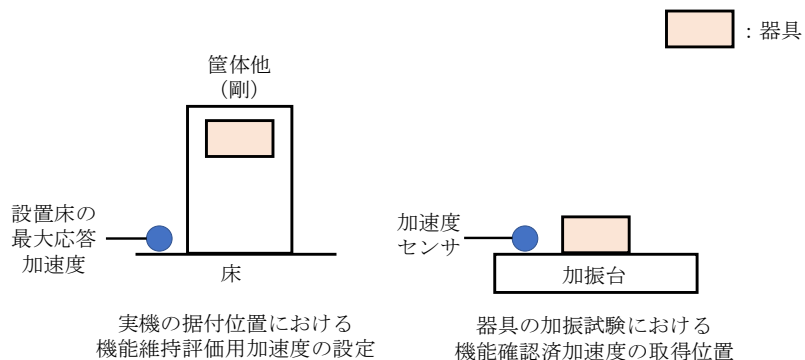 ：器具
筐体他
（剛）
設置床の
最大応答
加速度
床
実機の据付位置における
機能維持評価用加速度の設定
加速度
センサ
加振台
器具の加振試験における
機能確認済加速度の取得位置